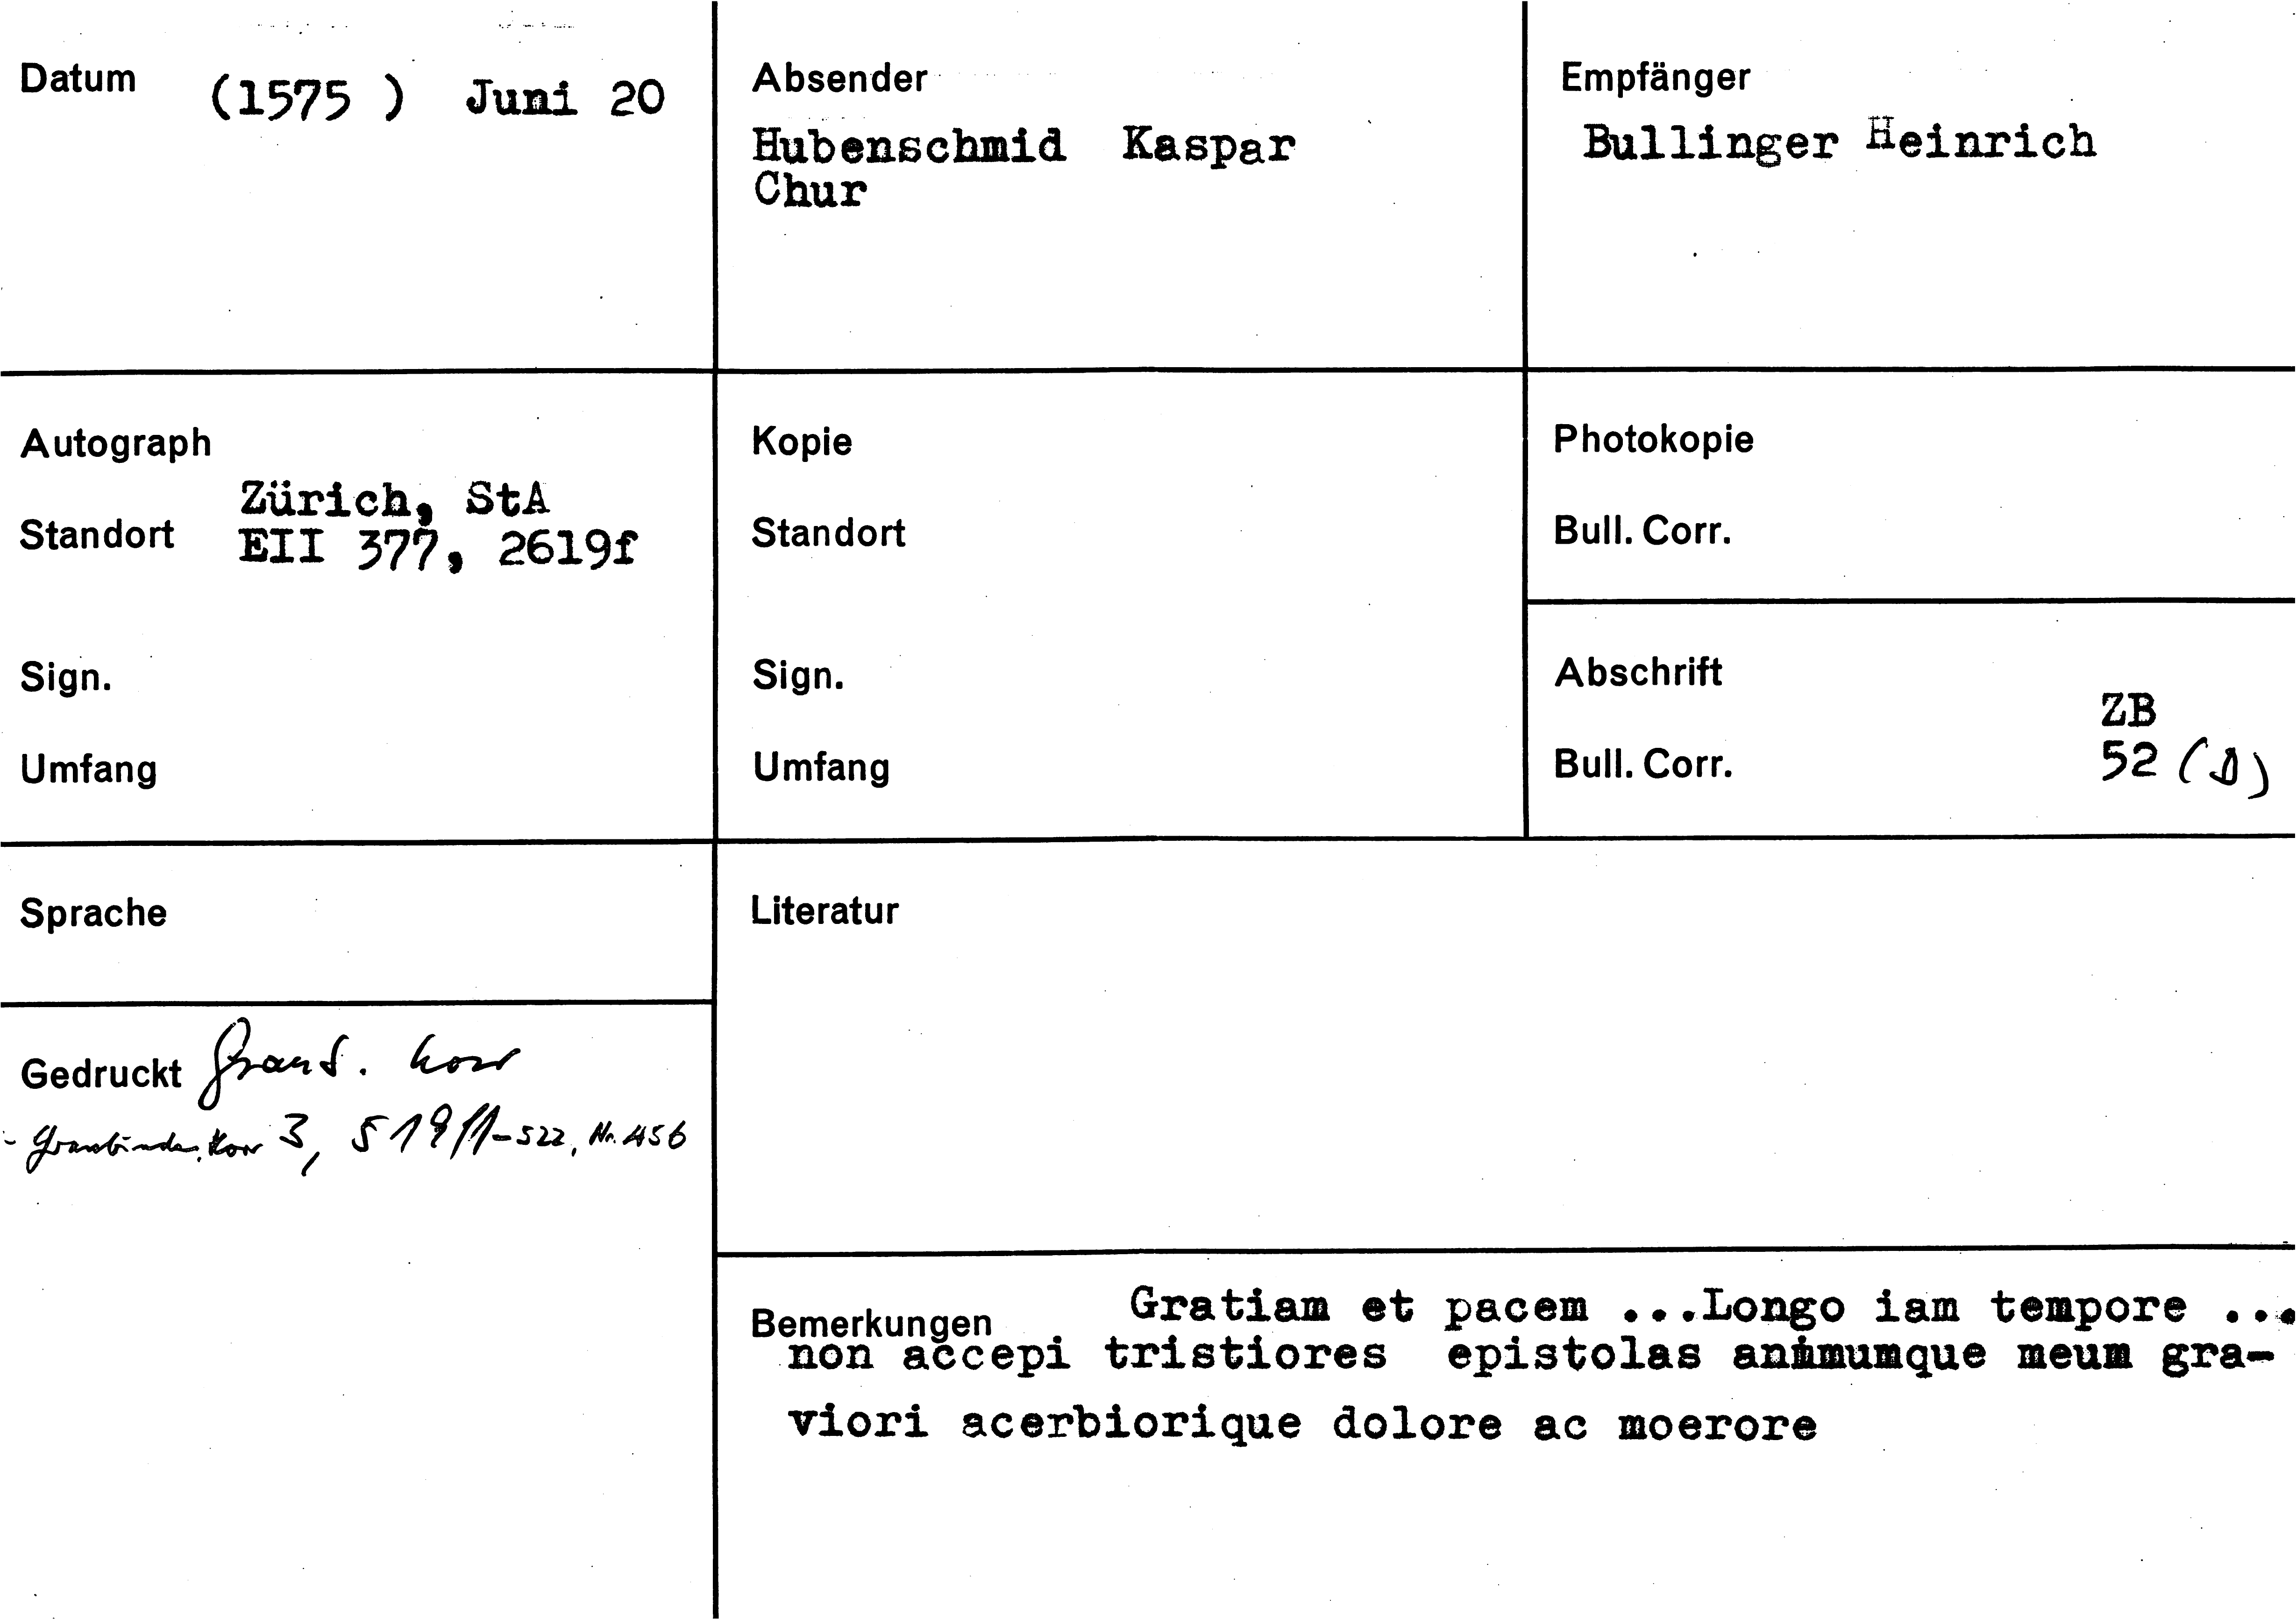 Datum (1575 ) Juni 20
Absender
Hubenschmid Kaspar
Chur
Empfänger
Bullinger Heinrich
Autograph
Zürich, StA
Standort EII 377, 2619f
Sign.
Umfang
Kopie
Standort
Sign.
Umfang
Photokopie
Bull. Corr.
Abschrift
ZB
Bull. Corr. 52
Sprache
Gedruckt Graub. Korr
- Graubünden, Korr 3, 519ff-522, Nr. 456
Literatur
Bemerkungen Gratiam et pacem ...Longo iam tempore ...
non accepi tristiores epistolas animumque meum gra-
viori acerbiorique dolore ac moerore